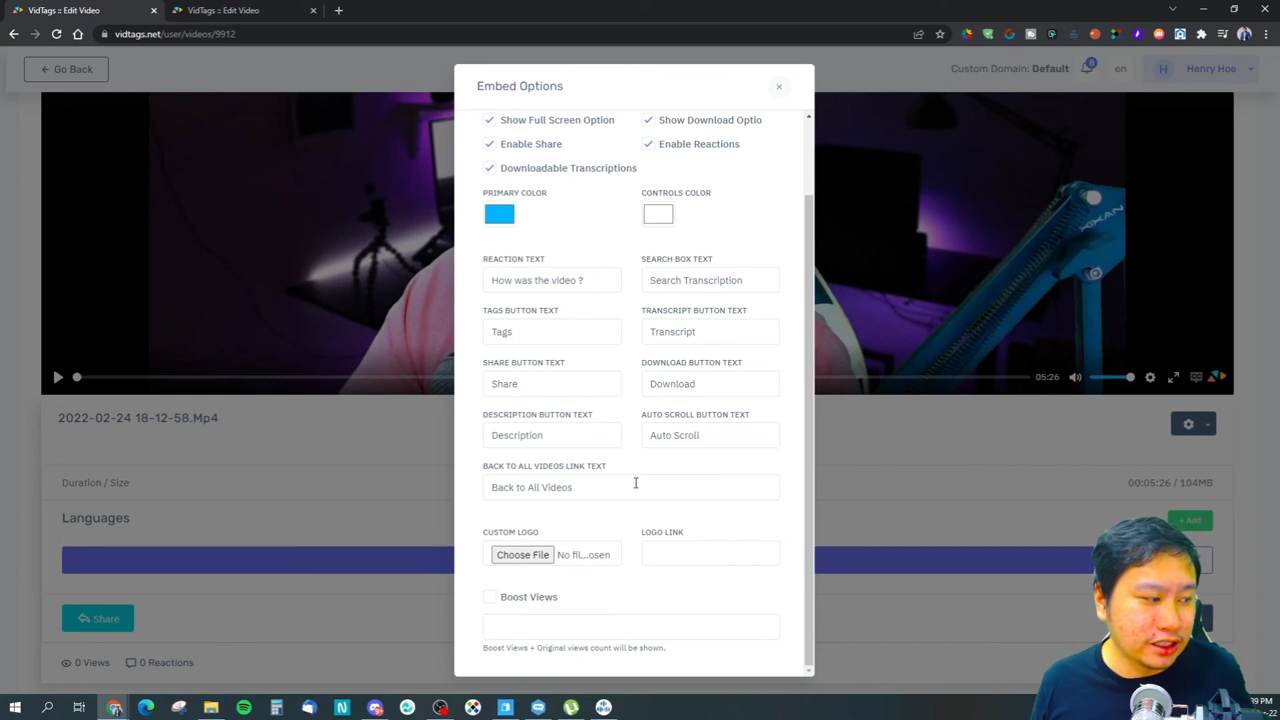 VidTags :: Edit Video
VidTags :: Edit Video
vidtags.net/user/videos/9912
Go Back
Custom Domain: Default
8
en
H
Henry Hoe
Embed Options
Show Full Screen Option
Show Download Optio
Enable Share
Enable Reactions
Downloadable Transcriptions
PRIMARY COLOR
CONTROLS COLOR
REACTION TEXT
SEARCH BOX TEXT
How was the video ?
Search Transcription
TAGS BUTTON TEXT
TRANSCRIPT BUTTON TEXT
Tags
Transcript
SHARE BUTTON TEXT
DOWNLOAD BUTTON TEXT
Share
Download
DESCRIPTION BUTTON TEXT
AUTO SCROLL BUTTON TEXT
Description
Auto Scroll
BACK TO ALL VIDEOS LINK TEXT
Back to All Videos
CUSTOM LOGO
LOGO LINK
Choose File No fil...osen
Boost Views
Boost Views + Original views count will be shown.
05:26
2022-02-24 18-12-58.Mp4
Duration / Size
00:05:26 / 104MB
Languages
+ Add
Share
0 Views
0 Reactions